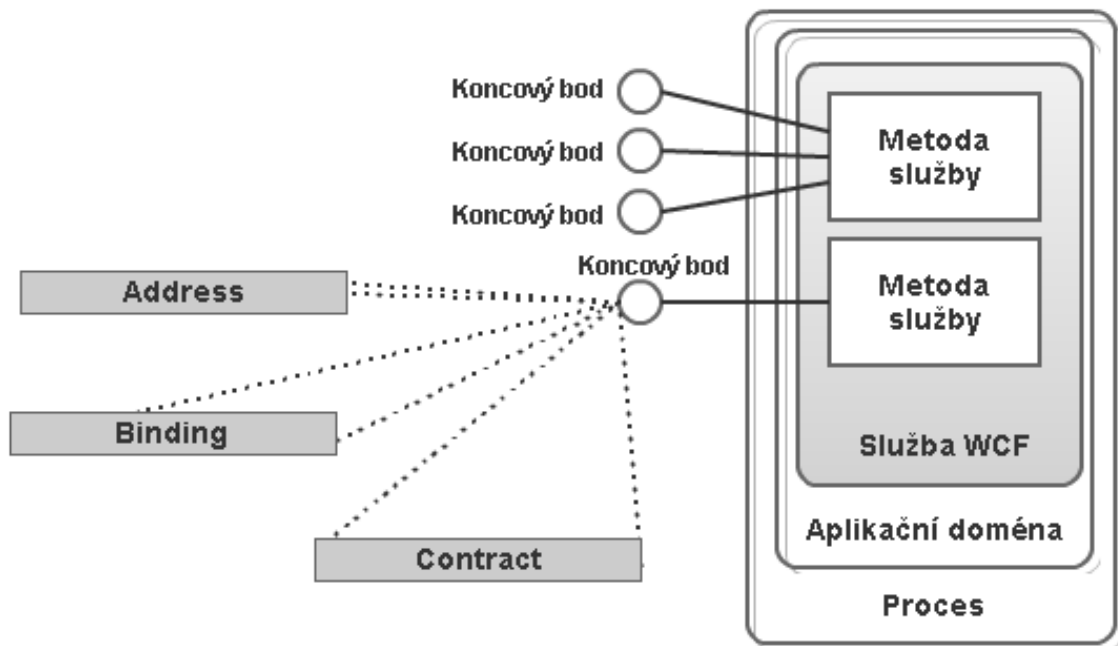 Koncový bod
Koncový bod
Koncový bod
Koncový bod
Address
Binding
Contract
Metoda
služby
Metoda
služby
Služba WCF
Aplikační doména
Proces